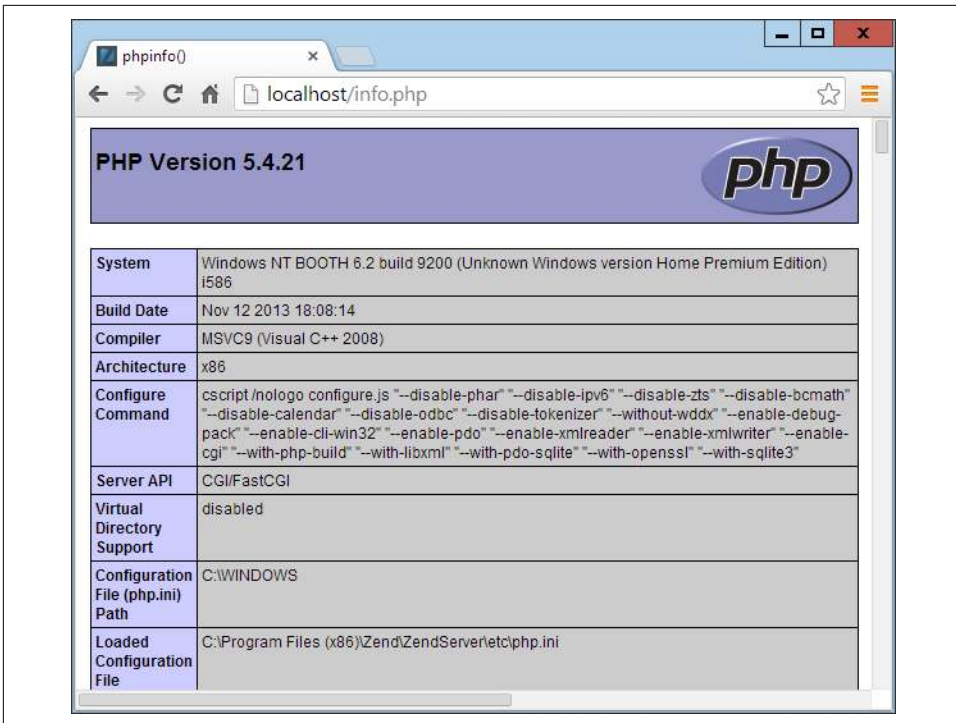 phpinfo()
localhost/info.php
PHP Version 5.4.21
php
System
Windows NT BOOTH 6.2 build 9200 (Unknown Windows version Home Premium Edition)
i586
Build Date
Nov 12 2013 18:08:14
Compiler
MSVC9 (Visual C++ 2008)
Architecture
x86
Configure
Command
cscript /nologo configure.js "--disable-phar" "--disable-ipv6" "--disable-zts" "--disable-bcmath"
"--disable-calendar" "--disable-odbc" "--disable-tokenizer" "--without-wddx" "--enable-debug-
pack" "--enable-cli-win32" "--enable-pdo" "--enable-xmlreader" "--enable-xmlwriter" "--enable-
cgi" "--with-php-build" "--with-libxml" "--with-pdo-sqlite" "--with-openssl" "--with-sqlite3"
Server API
CGI/FastCGI
Virtual
Directory
Support
disabled
Configuration
File (php.ini)
Path
C:\WINDOWS
Loaded
Configuration
File
C:\Program Files (x86)\Zend\ZendServer\etc\php.ini